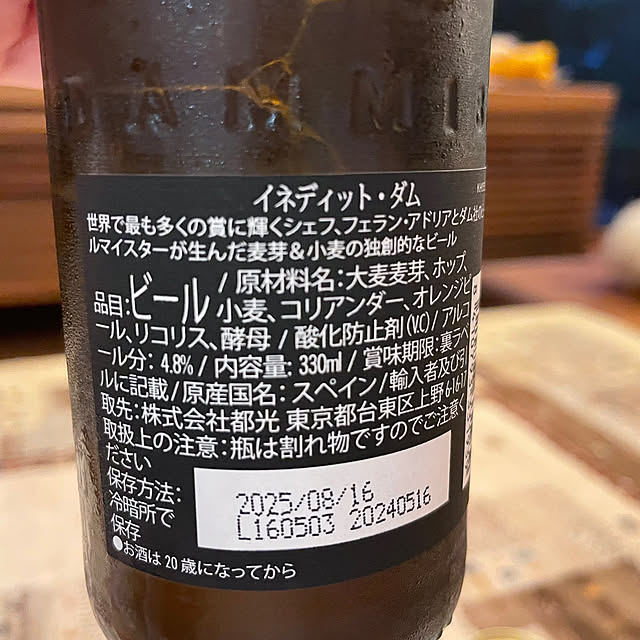 DAMM
イネディット・ダム
世界で最も多くの賞に輝くシェフ、フェラン・アドリアとダム社の
ルマイスターが生んだ麦芽&小麦の独創的なビール
品目:ビール / 原材料名:大麦麦芽、ホップ、
小麦、コリアンダー、オレンジピ
ール、リコリス、酵母 / 酸化防止剤(V.C) / アルコ
ール分: 4.8% / 内容量: 330ml / 賞味期限:裏ラベ
ルに記載 / 原産国名:スペイン / 輸入者及び引
取先:株式会社都光 東京都台東区上野6-16-17
取扱上の注意:瓶は割れ物ですのでご注意く
ださい
保存方法:
冷暗所で
保存
2025/08/16
L160503 20240516
●お酒は20歳になってから